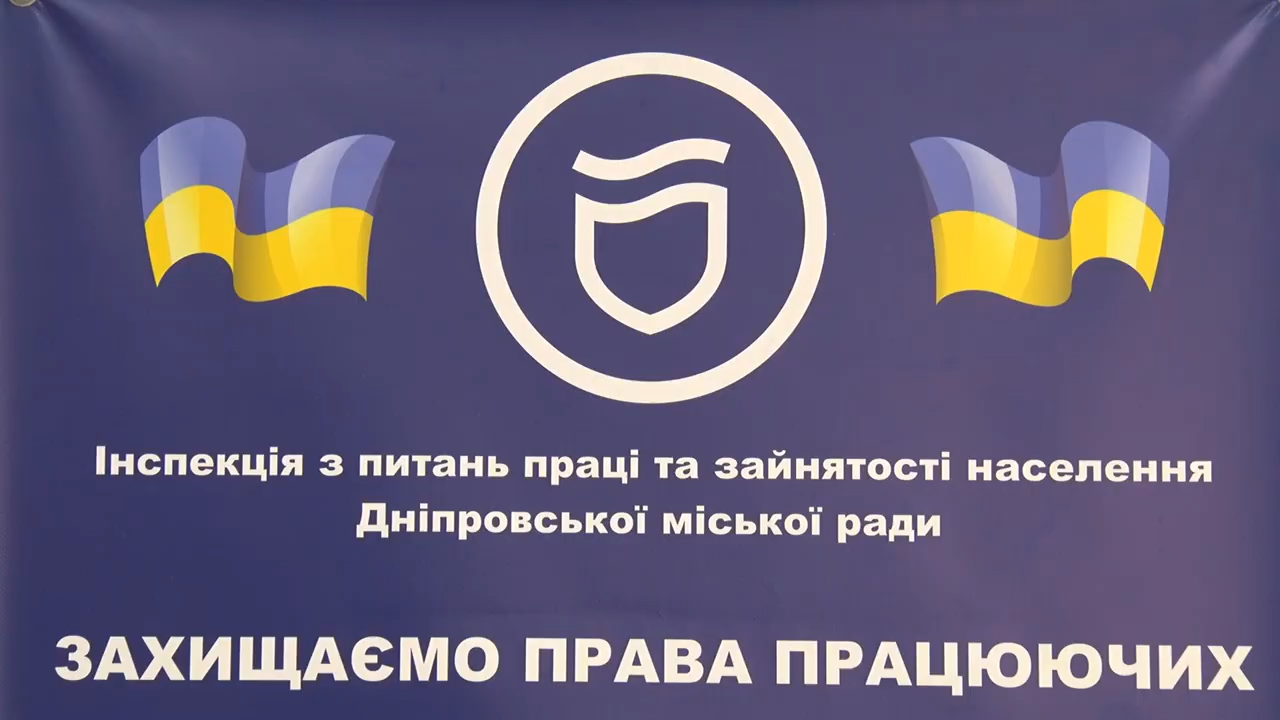 Інспекція з питань праці та зайнятості населення
Дніпровської міської ради
ЗАХИЩАЄМО ПРАВА ПРАЦЮЮЧИХ